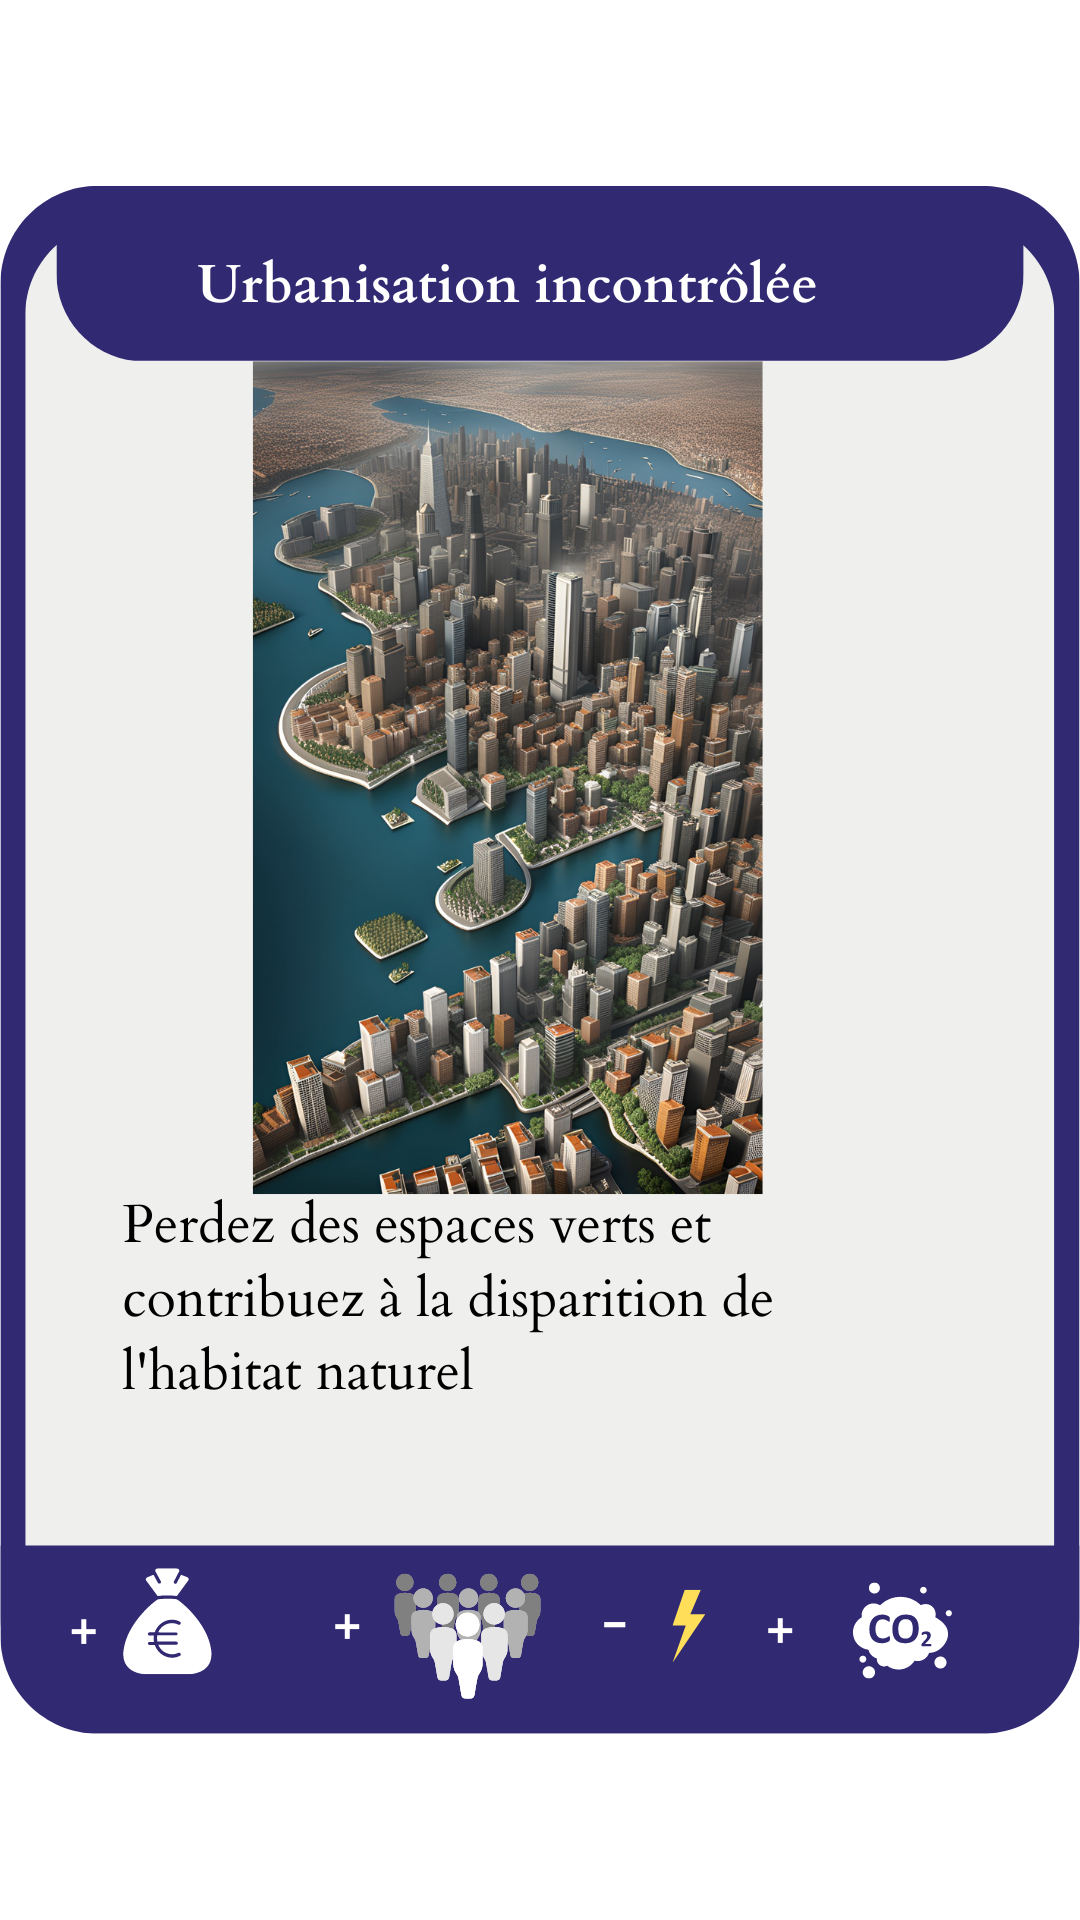 Urbanisation incontrôlée
Perdez des espaces verts et
contribuez à la disparition de
l'habitat naturel
+ € + - + CO₂